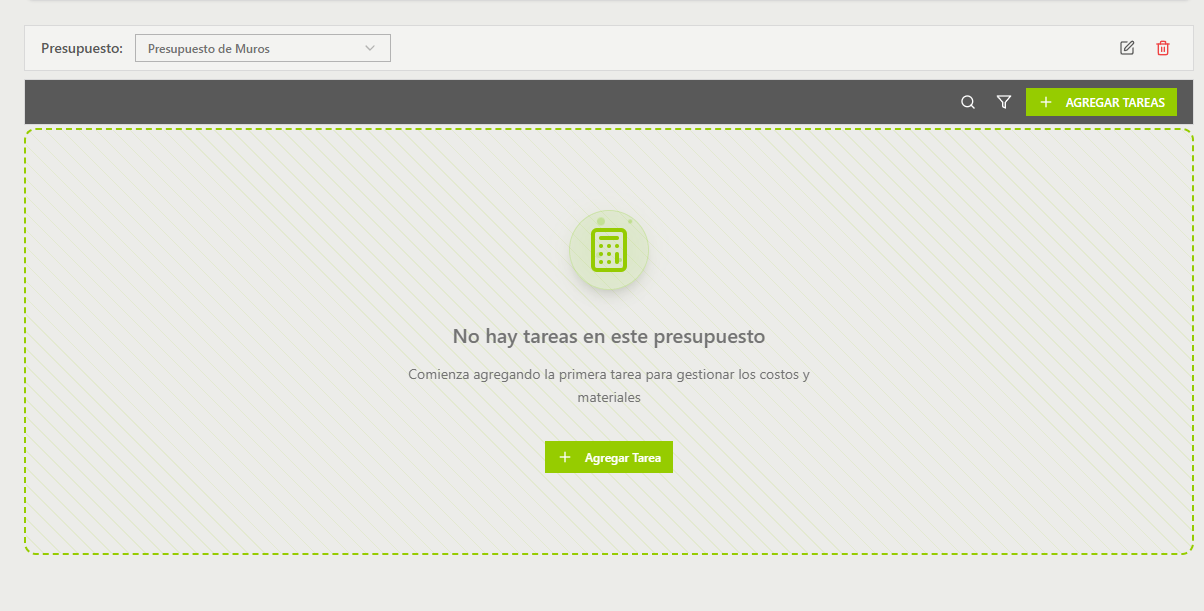 Presupuesto: Presupuesto de Muros
AGREGAR TAREAS
No hay tareas en este presupuesto
Comienza agregando la primera tarea para gestionar los costos y
materiales
Agregar Tarea